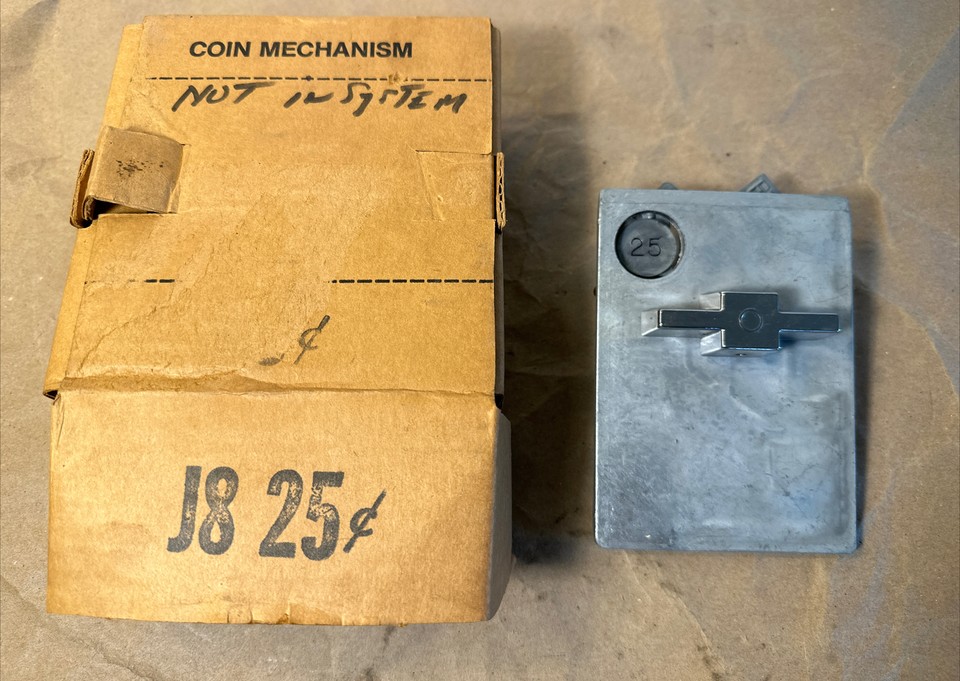 COIN MECHANISM
NOT IN SYSTEM
¢
J8 25¢
25